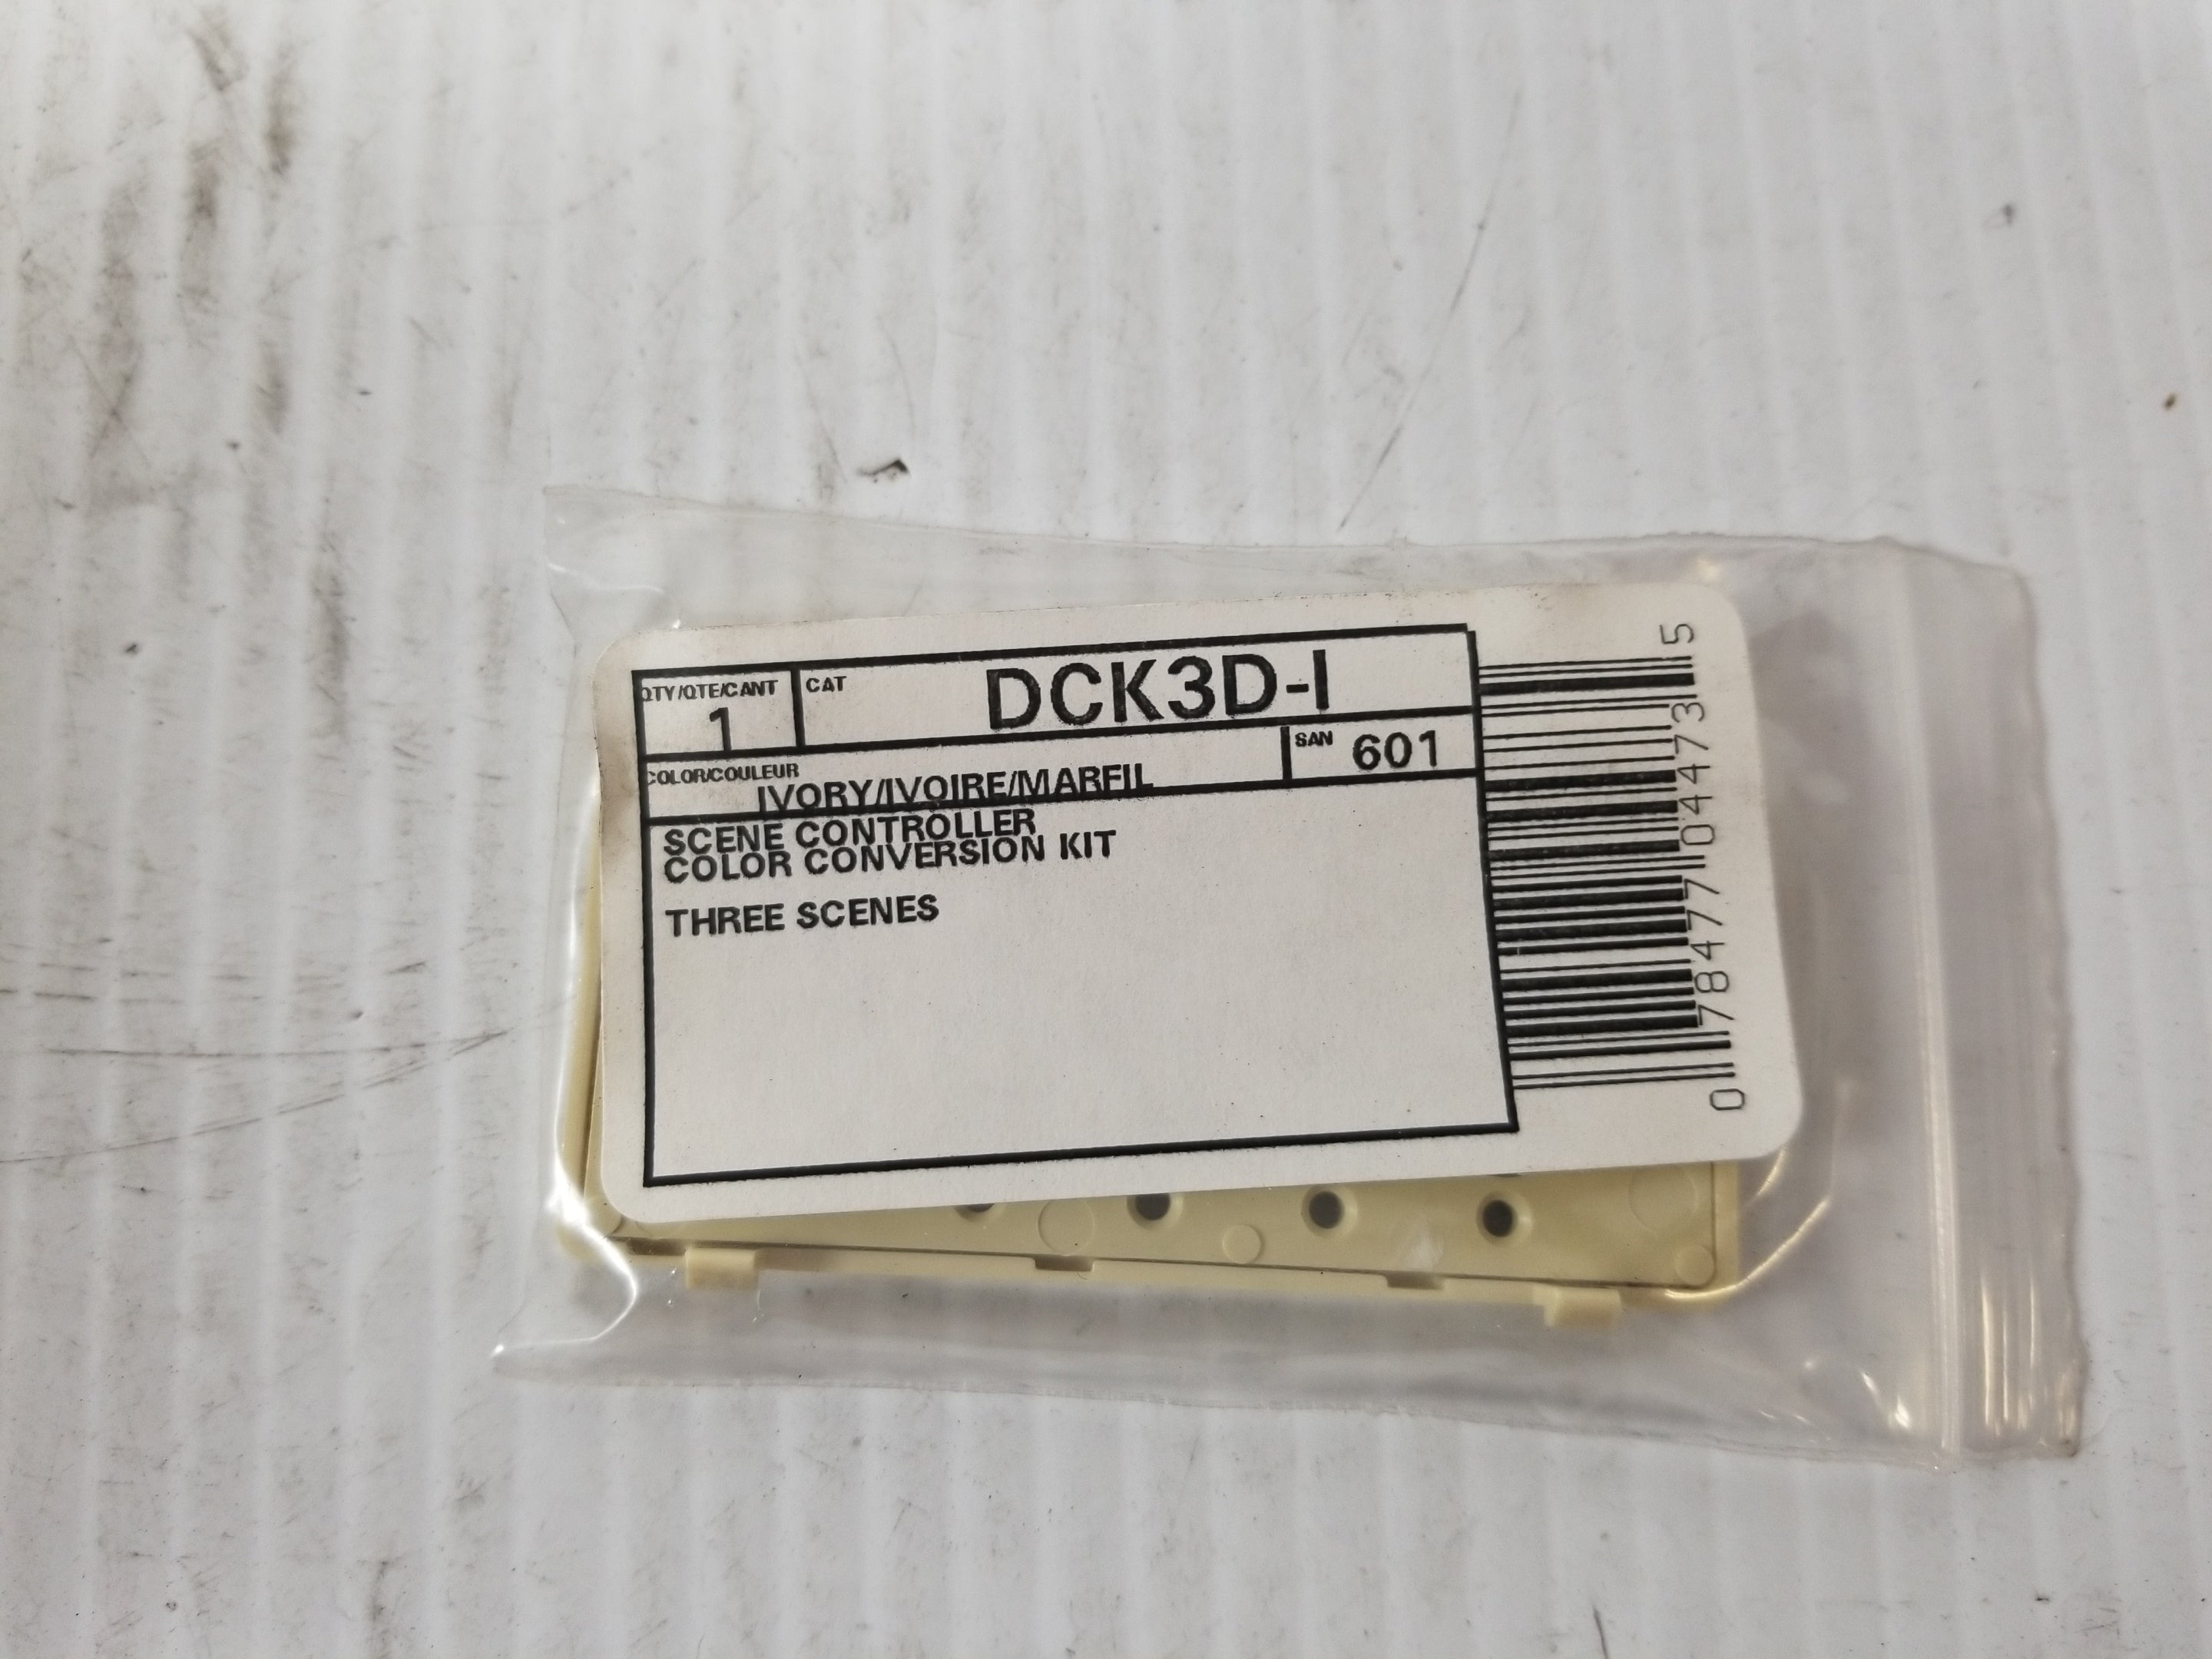 QTY/QTE/CANT
1
CAT
DCK3D-I
COLOR/COULEUR
IVORY/IVOIRE/MARFIL
SAN
601
SCENE CONTROLLER
COLOR CONVERSION KIT
THREE SCENES
0 78477 04473 5